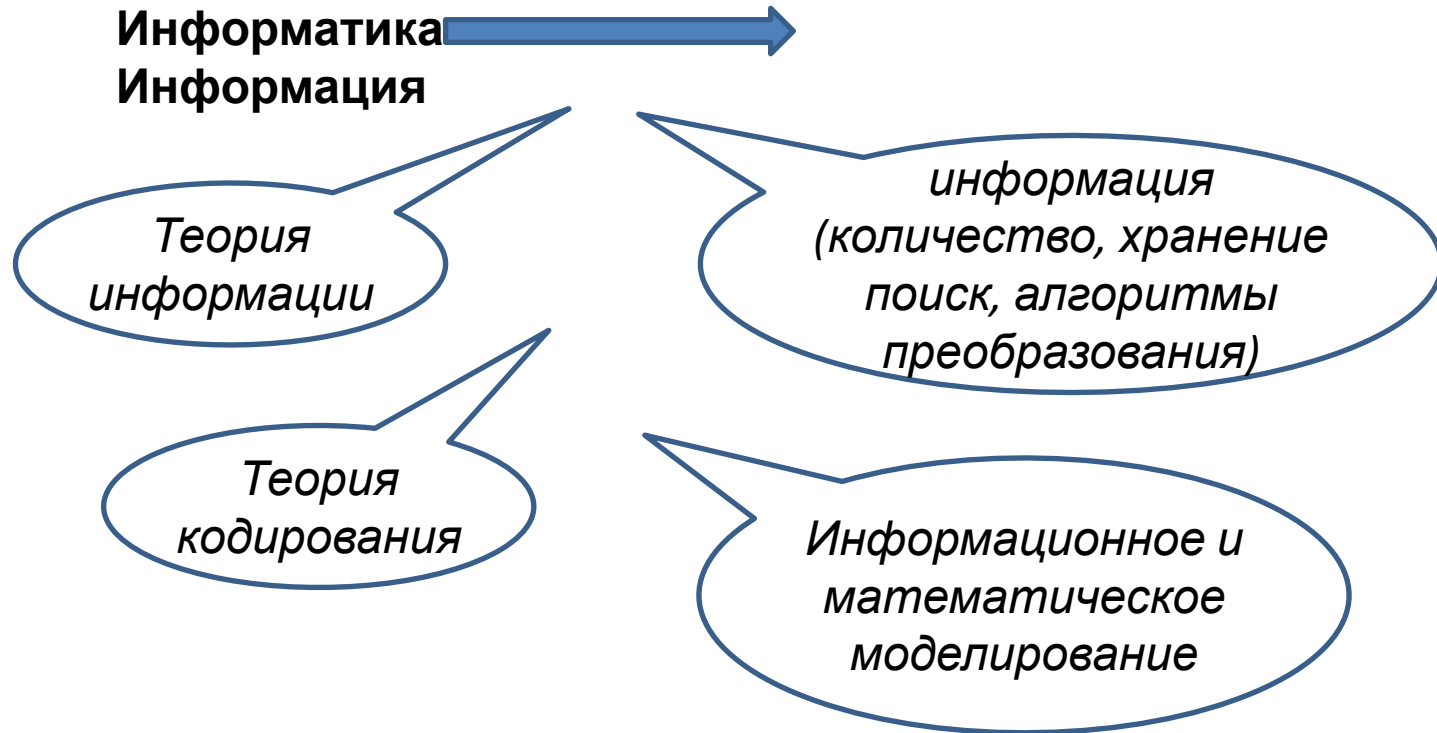 Информатика
Информация
Теория
информации
информация
(количество, хранение
поиск, алгоритмы
преобразования)
Теория
кодирования
Информационное и
математическое
моделирование